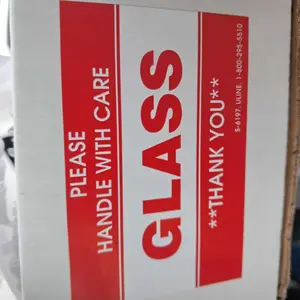 PLEASE
HANDLE WITH CARE
GLASS
**THANK YOU**
S-6197. ULINE. 1-800-295-5510